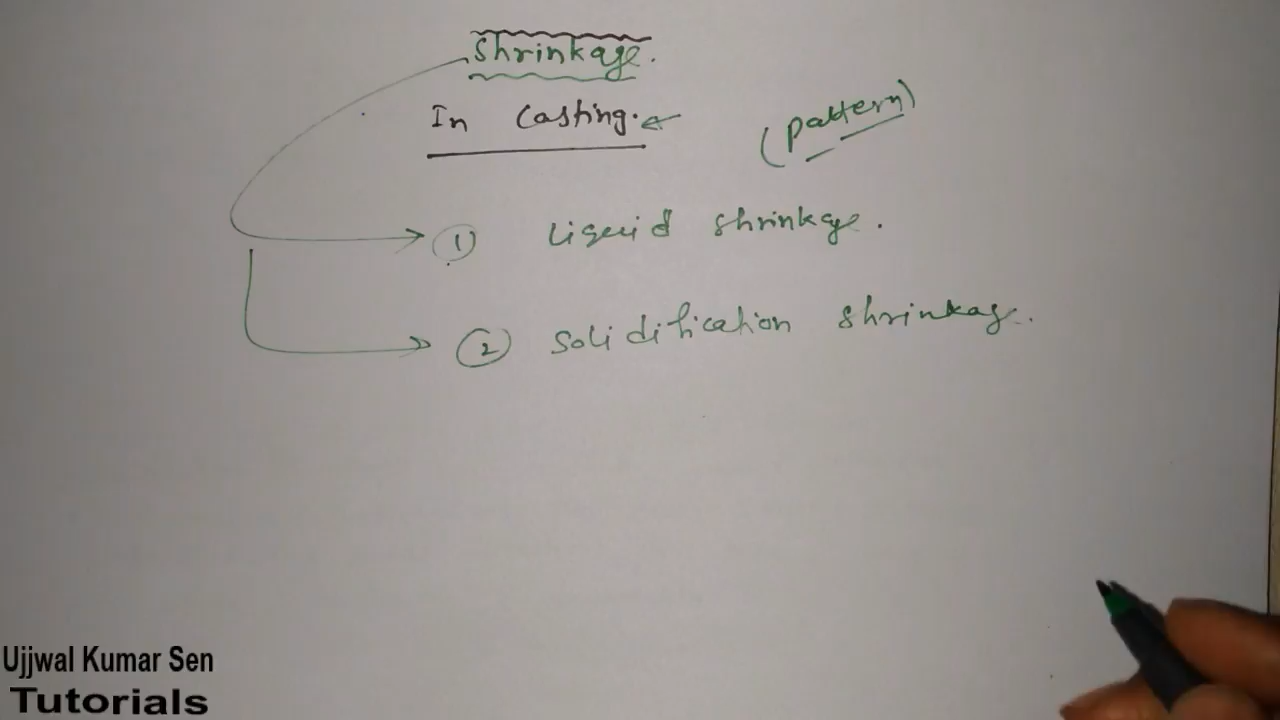 Shrinkage.
In Casting.
(pattern)
① Liquid shrinkage.
② Solidification shrinkage.
Ujjwal Kumar Sen
Tutorials